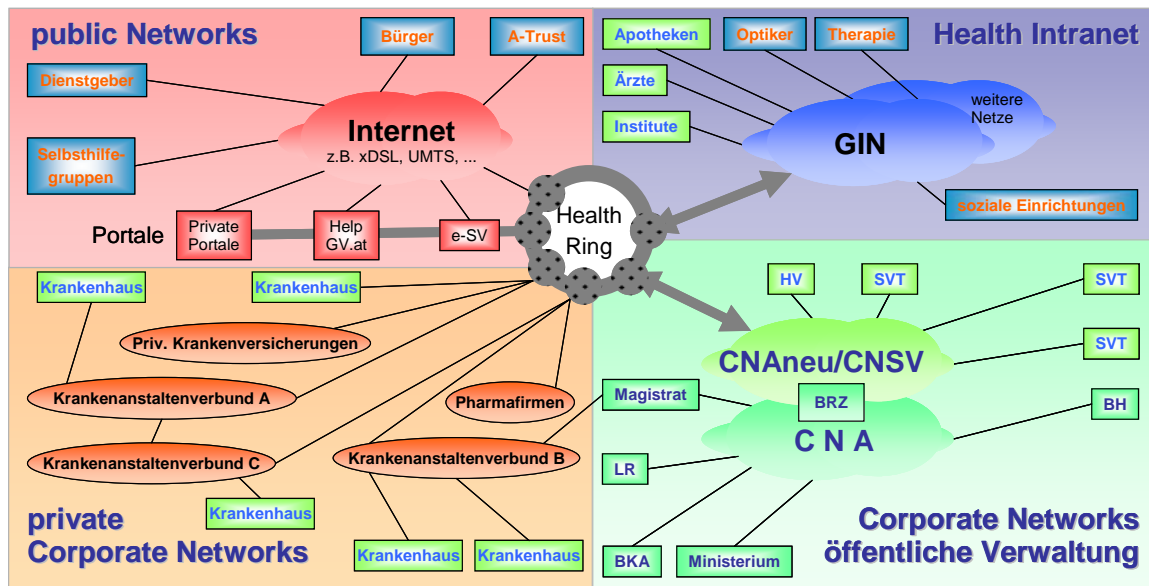 public Networks
Bürger
A-Trust
Dienstgeber
Internet
z.B. xDSL, UMTS, ...
Selbsthilfe-
gruppen
Portale
Private
Portale
Help
GV.at
e-SV
Health
Ring
Health Intranet
Apotheken
Optiker
Therapie
Ärzte
Institute
GIN
weitere
Netze
soziale Einrichtungen
Krankenhaus
Krankenhaus
Priv. Krankenversicherungen
Krankenanstaltenverbund A
Pharmafirmen
Krankenanstaltenverbund C
Krankenanstaltenverbund B
Krankenhaus
Krankenhaus
Krankenhaus
private
Corporate Networks
HV
SVT
SVT
SVT
CNAneu/CNSV
Magistrat
BRZ
BH
C N A
LR
BKA
Ministerium
Corporate Networks
öffentliche Verwaltung